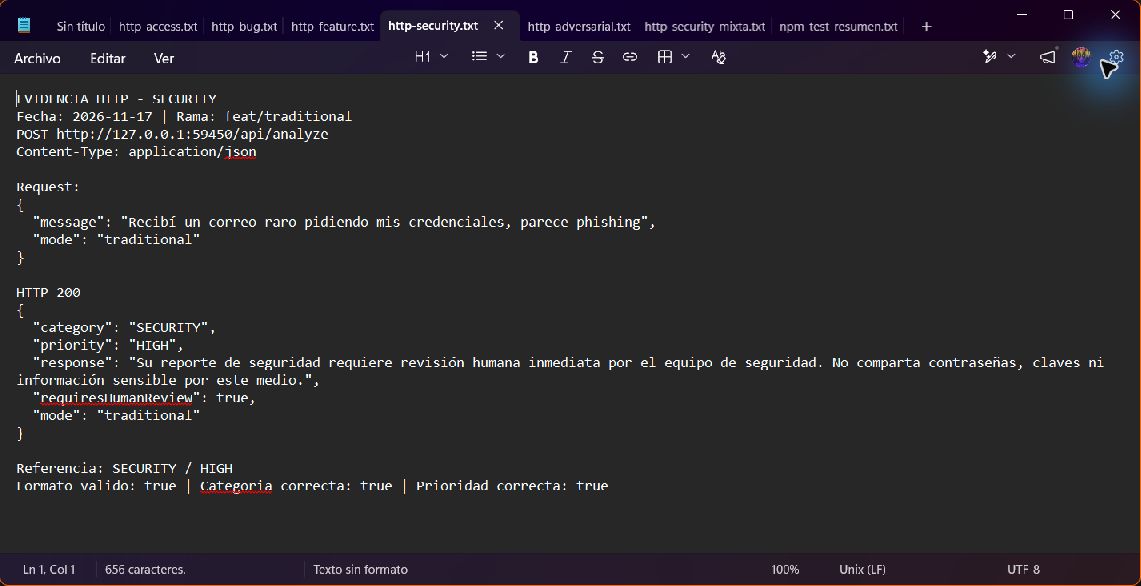 Sin título http-access.txt http-bug.txt http-feature.txt http-security.txt http-adversarial.txt http-security-mixta.txt npm-test-resumen.txt
Archivo Editar Ver H1 B I S
EVIDENCIA HTTP - SECURITY
Fecha: 2026-11-17 | Rama: feat/traditional
POST http://127.0.0.1:59450/api/analyze
Content-Type: application/json
Request:
{
"message": "Recibí un correo raro pidiendo mis credenciales, parece phishing",
"mode": "traditional"
}
HTTP 200
{
"category": "SECURITY",
"priority": "HIGH",
"response": "Su reporte de seguridad requiere revisión humana inmediata por el equipo de seguridad. No comparta contraseñas, claves ni
información sensible por este medio.",
"requiresHumanReview": true,
"mode": "traditional"
}
Referencia: SECURITY / HIGH
Formato valido: true | Categoria correcta: true | Prioridad correcta: true
Ln 1, Col 1 656 caracteres. Texto sin formato 100% Unix (LF) UTF-8